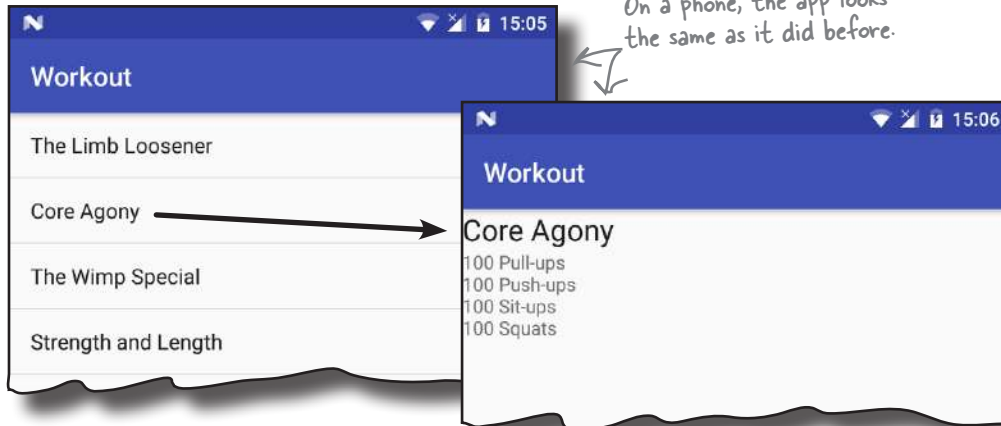 On a phone, the app looks
the same as it did before.
15:05
Workout
The Limb Loosener
Core Agony
The Wimp Special
Strength and Length
15:06
Workout
Core Agony
100 Pull-ups
100 Push-ups
100 Sit-ups
100 Squats